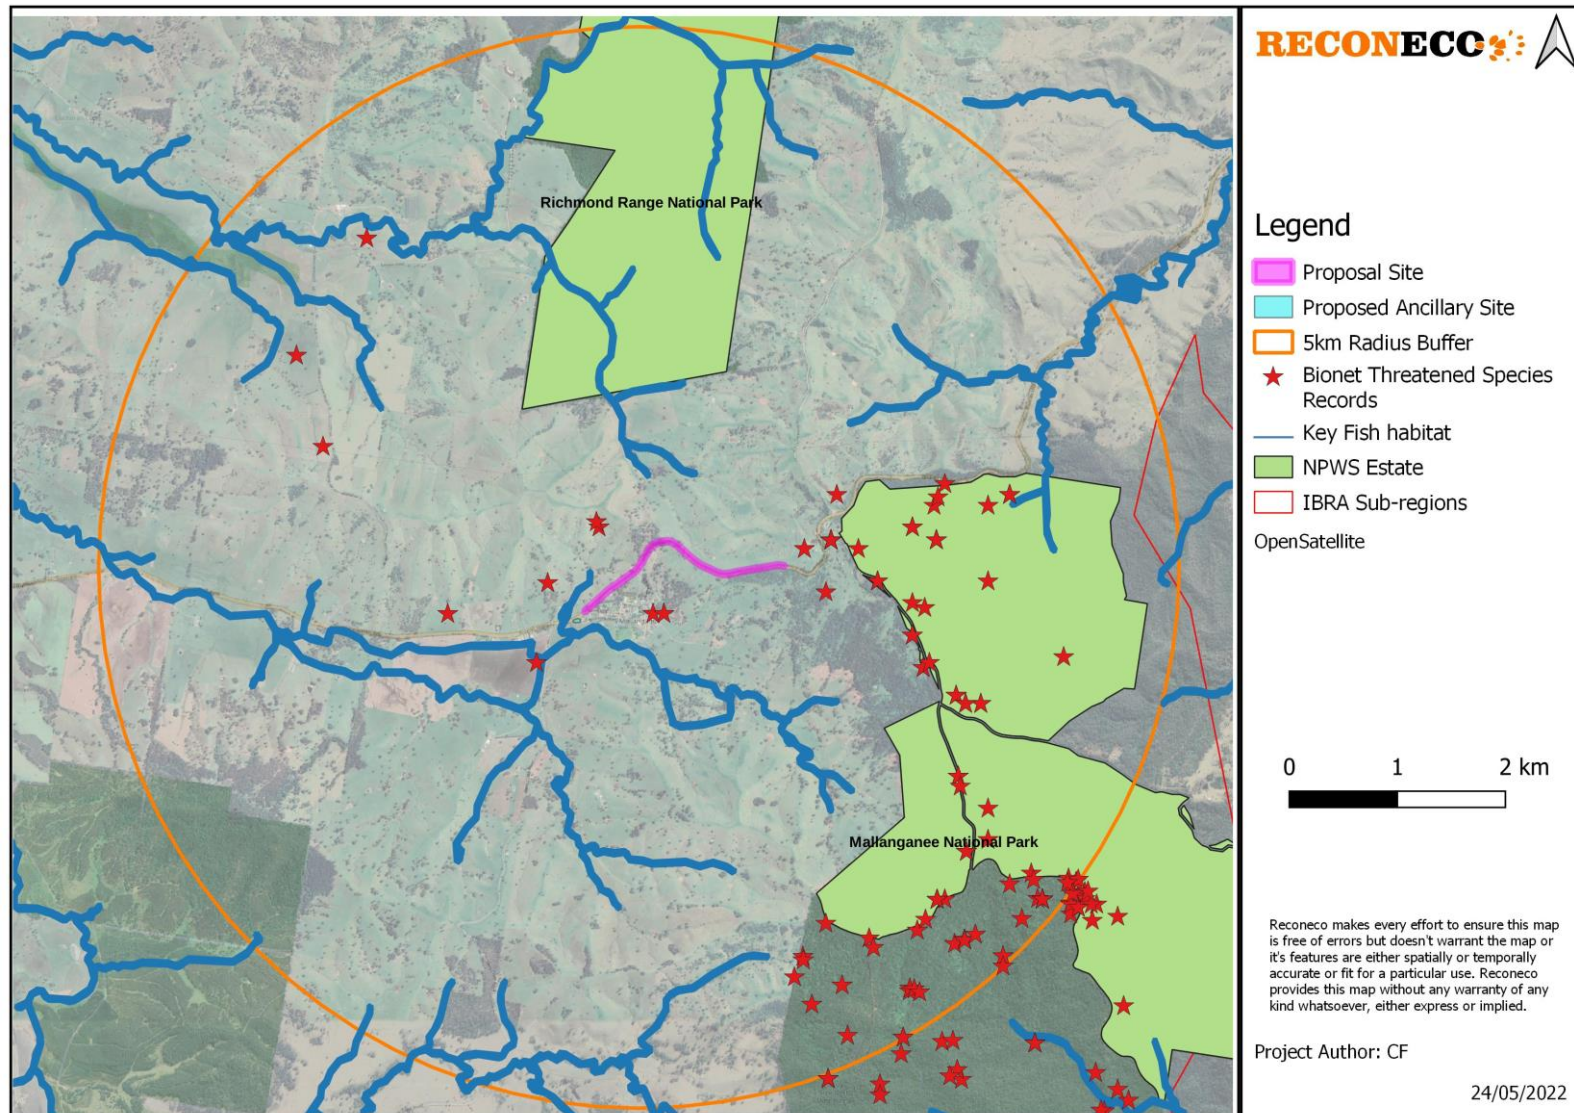 RECONECO
Richmond Range National Park
Mallanganee National Park
Legend
Proposal Site
Proposed Ancillary Site
5km Radius Buffer
Bionet Threatened Species
Records
Key Fish habitat
NPWS Estate
IBRA Sub-regions
OpenSatellite
0 1 2 km
Reconeco makes every effort to ensure this map
is free of errors but doesn't warrant the map or
it's features are either spatially or temporally
accurate or fit for a particular use. Reconeco
provides this map without any warranty of any
kind whatsoever, either express or implied.
Project Author: CF
24/05/2022